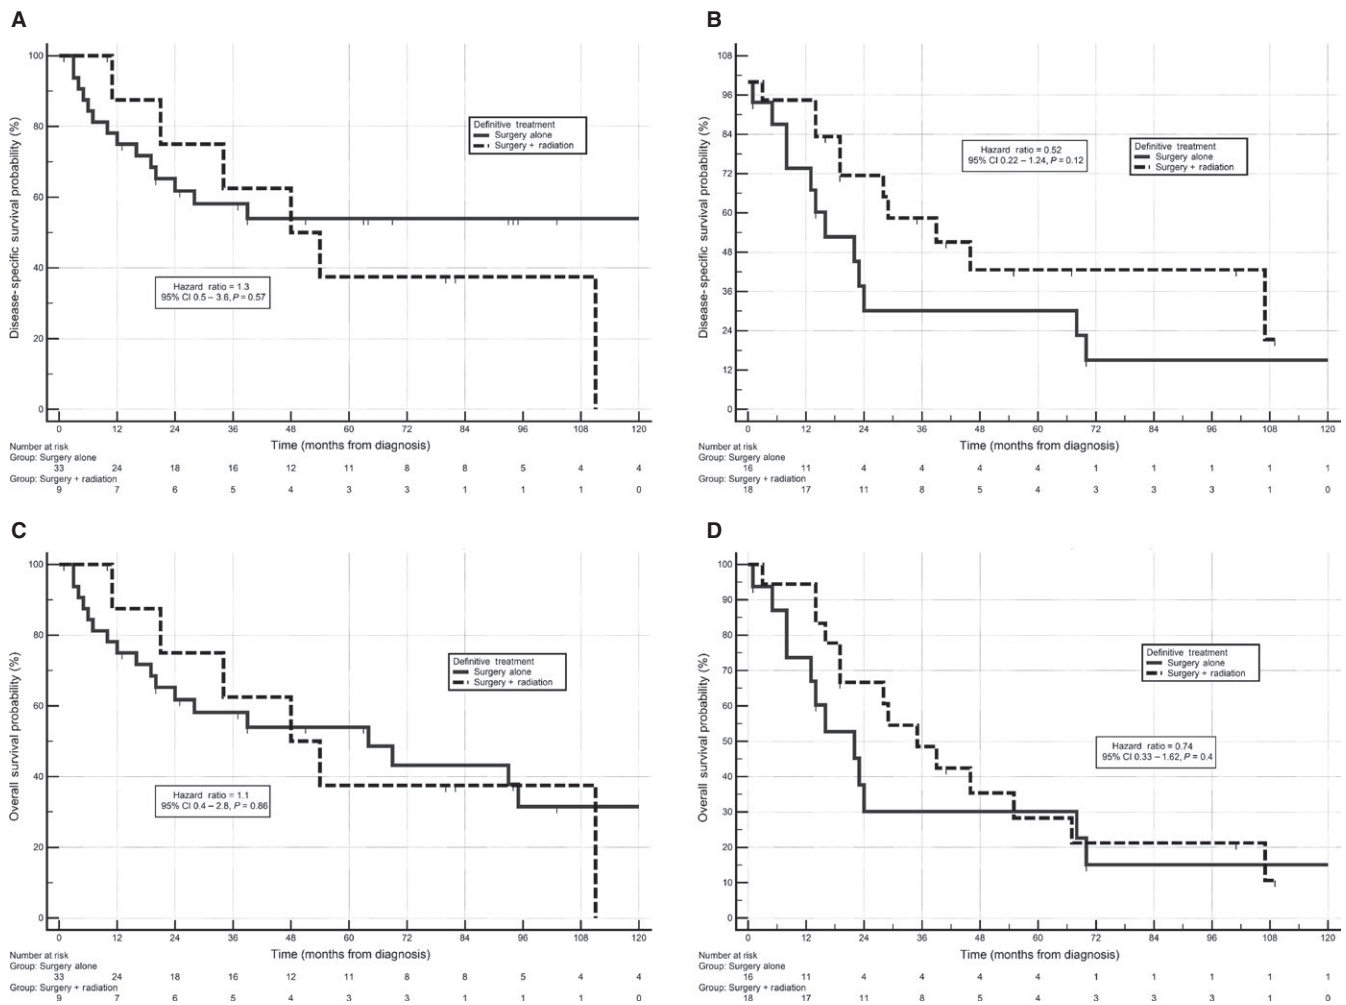 A
Disease-specific survival probability (%)
100
80
60
40
20
0
Definitive treatment
Surgery alone
Surgery + radiation
Hazard ratio = 1.3
95% CI 0.5 – 3.6, P = 0.57
0 12 24 36 48 60 72 84 96 108 120
Time (months from diagnosis)
Number at risk
Group: Surgery alone
33 24 18 16 12 11 8 8 5 4 4
Group: Surgery + radiation
9 7 6 5 4 3 3 1 1 1 0
B
Disease-specific survival probability (%)
108
96
84
72
60
48
36
24
12
0
Hazard ratio = 0.52
95% CI 0.22 – 1.24, P = 0.12
Definitive treatment
Surgery alone
Surgery + radiation
0 12 24 36 48 60 72 84 96 108 120
Time (months from diagnosis)
Number at risk
Group: Surgery alone
16 11 4 4 4 4 1 1 1 1 1
Group: Surgery + radiation
18 17 11 8 5 4 3 3 3 1 0
C
Overall survival probability (%)
100
80
60
40
20
0
Definitive treatment
Surgery alone
Surgery + radiation
Hazard ratio = 1.1
95% CI 0.4 – 2.8, P = 0.86
0 12 24 36 48 60 72 84 96 108 120
Time (months from diagnosis)
Number at risk
Group: Surgery alone
33 24 18 16 12 11 8 8 5 4 4
Group: Surgery + radiation
9 7 6 5 4 3 3 1 1 1 0
D
Overall survival probability (%)
100
90
80
70
60
50
40
30
20
10
0
Definitive treatment
Surgery alone
Surgery + radiation
Hazard ratio = 0.74
95% CI 0.33 – 1.62, P = 0.4
0 12 24 36 48 60 72 84 96 108 120
Time (months from diagnosis)
Number at risk
Group: Surgery alone
16 11 4 4 4 4 1 1 1 1 1
Group: Surgery + radiation
18 17 11 8 5 4 3 3 3 1 0